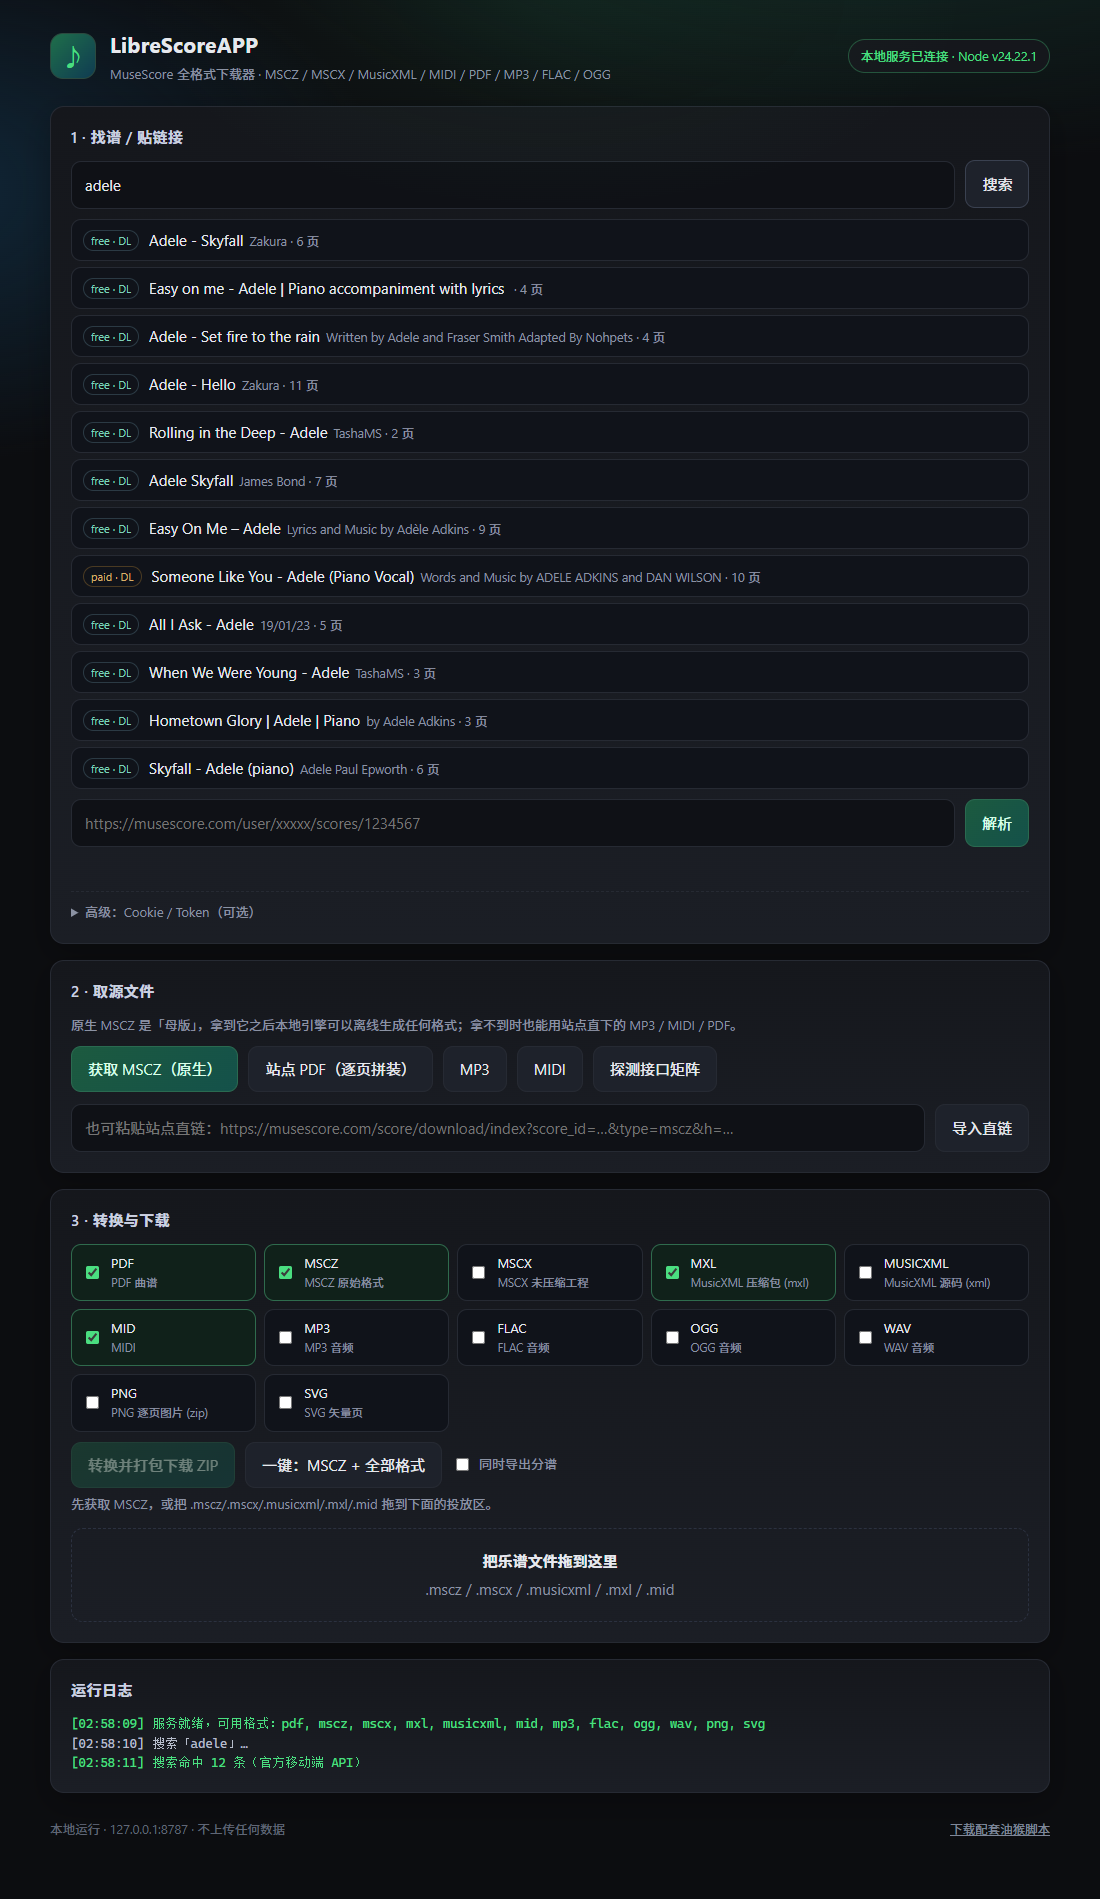 LibreScoreAPP
MuseScore 全格式下载器 · MSCZ / MSCX / MusicXML / MIDI / PDF / MP3 / FLAC / OGG
本地服务已连接 · Node v24.22.1
1 · 找谱 / 贴链接
adele
搜索
free · DL Adele - Skyfall Zakura · 6 页
free · DL Easy on me - Adele | Piano accompaniment with lyrics · 4 页
free · DL Adele - Set fire to the rain Written by Adele and Fraser Smith Adapted By Nohpets · 4 页
free · DL Adele - Hello Zakura · 11 页
free · DL Rolling in the Deep - Adele TashaMS · 2 页
free · DL Adele Skyfall James Bond · 7 页
free · DL Easy On Me – Adele Lyrics and Music by Adèle Adkins · 9 页
paid · DL Someone Like You - Adele (Piano Vocal) Words and Music by ADELE ADKINS and DAN WILSON · 10 页
free · DL All I Ask - Adele 19/01/23 · 5 页
free · DL When We Were Young - Adele TashaMS · 3 页
free · DL Hometown Glory | Adele | Piano by Adele Adkins · 3 页
free · DL Skyfall - Adele (piano) Adele Paul Epworth · 6 页
https://musescore.com/user/xxxxx/scores/1234567
解析
▶ 高级：Cookie / Token（可选）
2 · 取源文件
原生 MSCZ 是「母版」，拿到它之后本地引擎可以离线生成任何格式；拿不到时也能用站点直下的 MP3 / MIDI / PDF。
获取 MSCZ（原生） 站点 PDF（逐页拼装） MP3 MIDI 探测接口矩阵
也可粘贴站点直链：https://musescore.com/score/download/index?score_id=...&type=mscz&h=...
导入直链
3 · 转换与下载
PDF
PDF 曲谱
MSCZ
MSCZ 原始格式
MSCX
MSCX 未压缩工程
MXL
MusicXML 压缩包 (mxl)
MUSICXML
MusicXML 源码 (xml)
MID
MIDI
MP3
MP3 音频
FLAC
FLAC 音频
OGG
OGG 音频
WAV
WAV 音频
PNG
PNG 逐页图片 (zip)
SVG
SVG 矢量页
转换并打包下载 ZIP 一键：MSCZ + 全部格式 同时导出分谱
先获取 MSCZ，或把 .mscz/.mscx/.musicxml/.mxl/.mid 拖到下面的投放区。
把乐谱文件拖到这里
.mscz / .mscx / .musicxml / .mxl / .mid
运行日志
[02:58:09] 服务就绪，可用格式：pdf, mscz, mscx, mxl, musicxml, mid, mp3, flac, ogg, wav, png, svg
[02:58:10] 搜索「adele」…
[02:58:11] 搜索命中 12 条（官方移动端 API）
本地运行 · 127.0.0.1:8787 · 不上传任何数据
下载配套油猴脚本